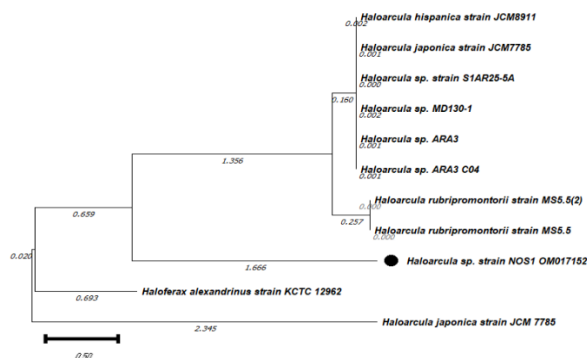 Haloarcula hispanica strain JCM8911
0.002
Haloarcula japonica strain JCM7785
0.001
Haloarcula sp. strain S1AR25-5A
0.000
0.160
Haloarcula sp. MD130-1
0.002
Haloarcula sp. ARA3
0.001
1.356
Haloarcula sp. ARA3 C04
0.001
Haloarcula rubripromontorii strain MS5.5(2)
0.000
0.659
0.257
Haloarcula rubripromontorii strain MS5.5
0.000
0.020
1.666
Haloarcula sp. strain NOS1 OM017152
Haloferax alexandrinus strain KCTC 12962
0.693
Haloarcula japonica strain JCM 7785
2.345
0.50